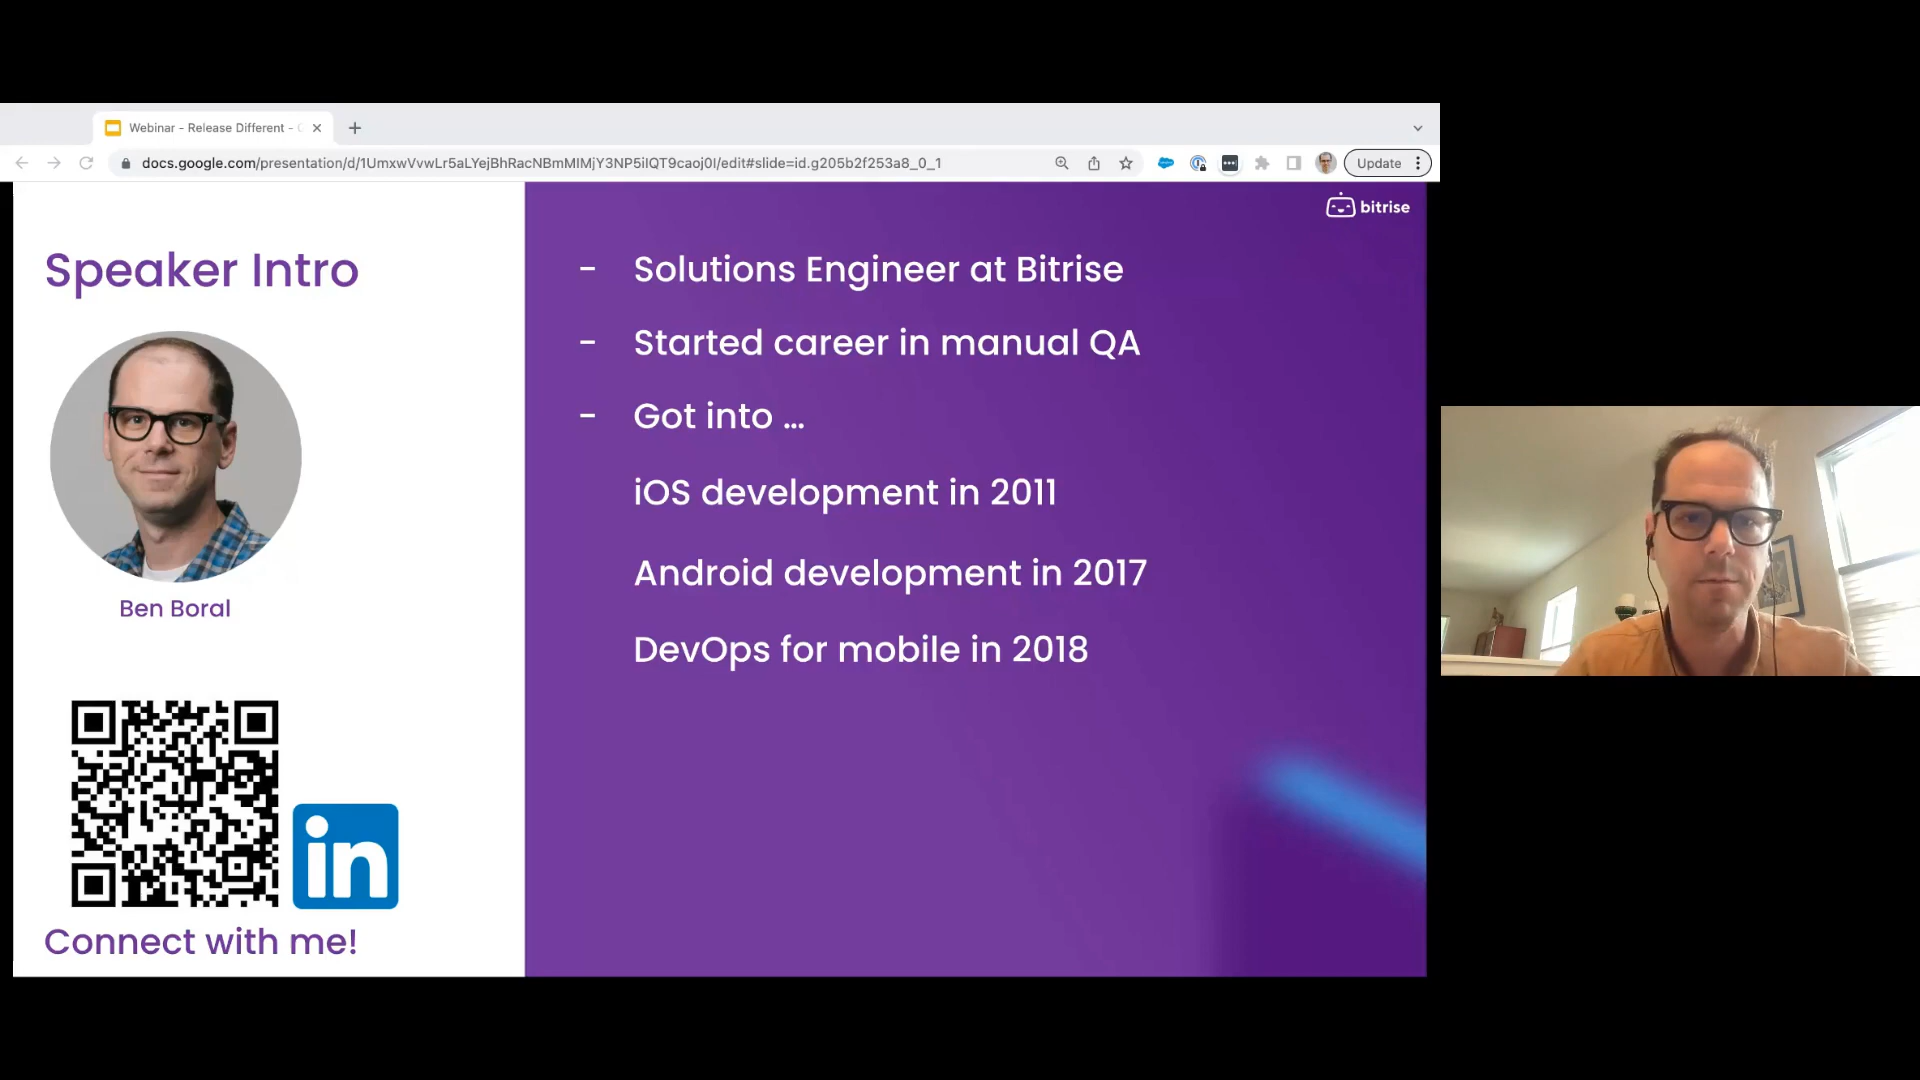 Webinar - Release Different - G
docs.google.com/presentation/d/1UmxwVvwLr5aLYejBhRacNBmMIMjY3NP5iIQT9caoj0I/edit#slide=id.g205b2f253a8_0_1
Update
bitrise
Speaker Intro
Ben Boral
in
Connect with me!
- Solutions Engineer at Bitrise
- Started career in manual QA
- Got into ...
iOS development in 2011
Android development in 2017
DevOps for mobile in 2018